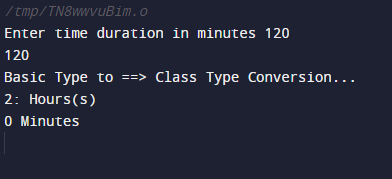 /tmp/TN8wwvuBim.o
Enter time duration in minutes 120
120
Basic Type to ==> Class Type Conversion...
2: Hours(s)
0 Minutes